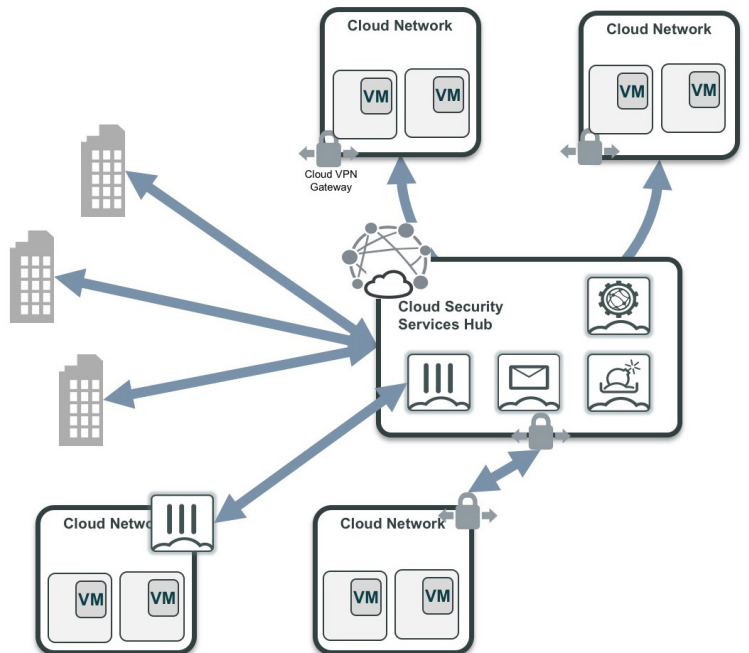 Cloud Network
VM
VM
Cloud Network
VM
VM
Cloud VPN
Gateway
Cloud Security
Services Hub
Cloud Netwo
VM
VM
Cloud Network
VM
VM